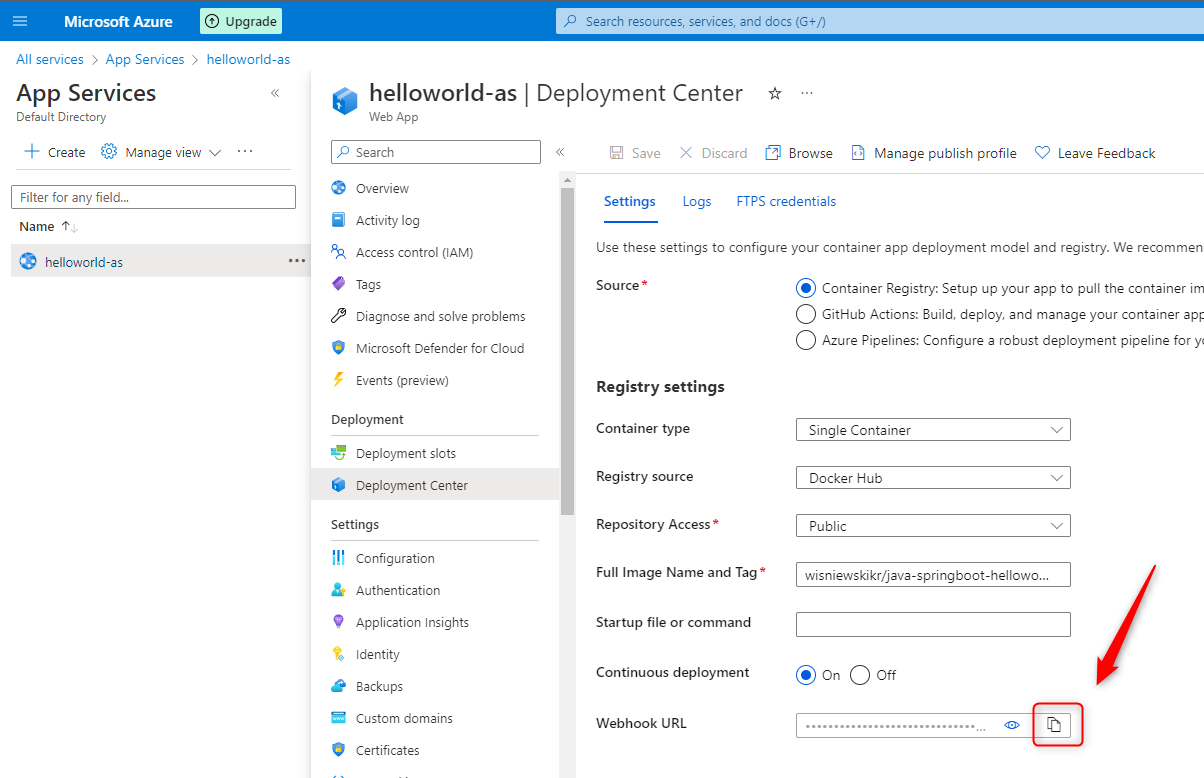 Microsoft Azure
Upgrade
Search resources, services, and docs (G+/)
All services > App Services > helloworld-as
App Services
Default Directory
Create
Manage view
Filter for any field...
Name
helloworld-as
helloworld-as | Deployment Center
Web App
Search
Save
Discard
Browse
Manage publish profile
Leave Feedback
Overview
Activity log
Access control (IAM)
Tags
Diagnose and solve problems
Microsoft Defender for Cloud
Events (preview)
Deployment
Deployment slots
Deployment Center
Settings
Configuration
Authentication
Application Insights
Identity
Backups
Custom domains
Certificates
Settings
Logs
FTPS credentials
Use these settings to configure your container app deployment model and registry. We recommen
Source*
Container Registry: Setup up your app to pull the container im
GitHub Actions: Build, deploy, and manage your container app
Azure Pipelines: Configure a robust deployment pipeline for yo
Registry settings
Container type
Single Container
Registry source
Docker Hub
Repository Access*
Public
Full Image Name and Tag*
wisniewskikr/java-springboot-hellowo...
Startup file or command
Continuous deployment
On
Off
Webhook URL